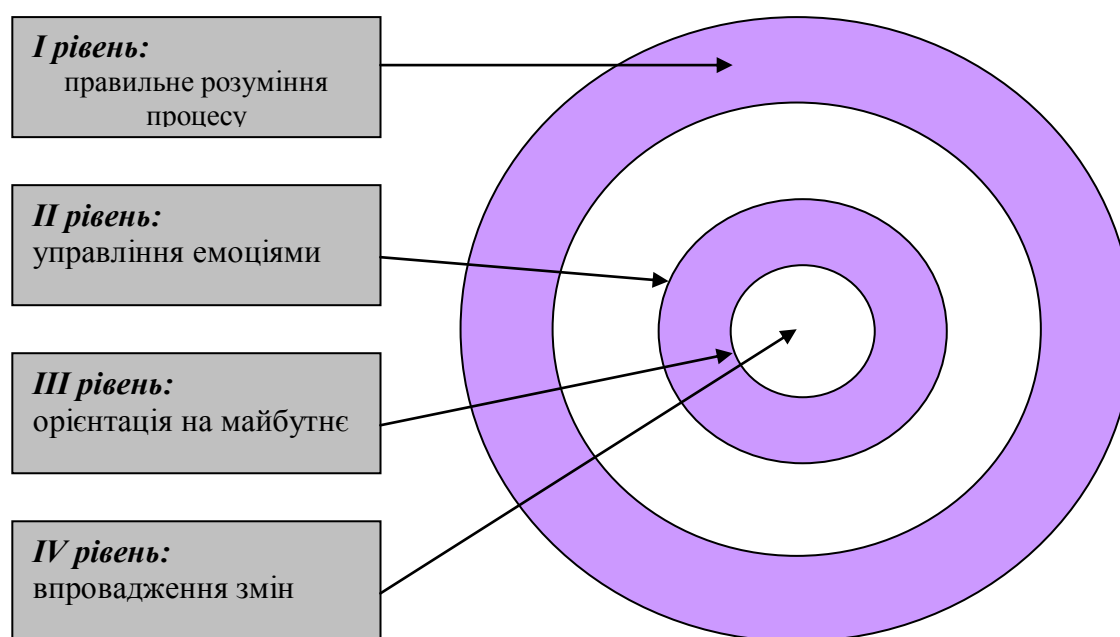 I рівень:
правильне розуміння
процесу
II рівень:
управління емоціями
III рівень:
орієнтація на майбутнє
IV рівень:
впровадження змін